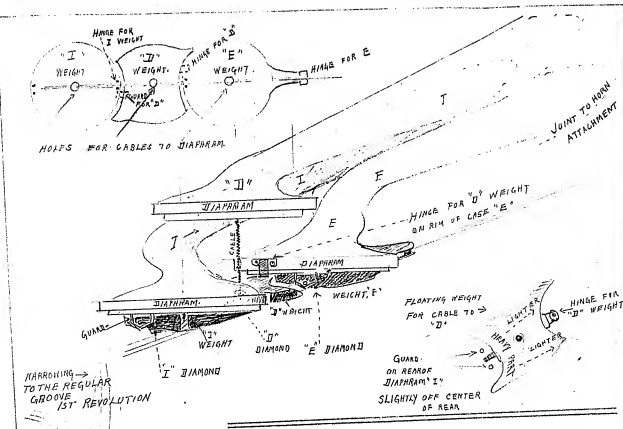 HINGE FOR
I WEIGHT
"I"
WEIGHT
"D"
WEIGHT.
HINGE FOR "D"
"E"
WEIGHT.
HINGE FOR E
GUARD
FOR "D"
HOLES FOR CABLES TO DIAPHRAM.
"D"
I
T
E
E
JOINT TO HORN
ATTACHMENT
DIAPHRAM
HINGE FOR "D" WEIGHT
ON RIM OF CASE "E"
I
CABLE
DIAPHRAM
WEIGHT, "E"
DIAPHRAM.
"D" WEIGHT
GUARD
"I"
WEIGHT
"D"
DIAMOND
"E" DIAMOND
"I" DIAMOND
FLOATING WEIGHT
FOR CABLE TO
"D"
LIGHTER
HEAVY PART
LIGHTER
HINGE FOR
"D" WEIGHT
GUARD
ON REAR OF
DIAPHRAM "I"
SLIGHTLY OFF CENTER
OF REAR
NARROWING
TO THE REGULAR
GROOVE
1ST REVOLUTION